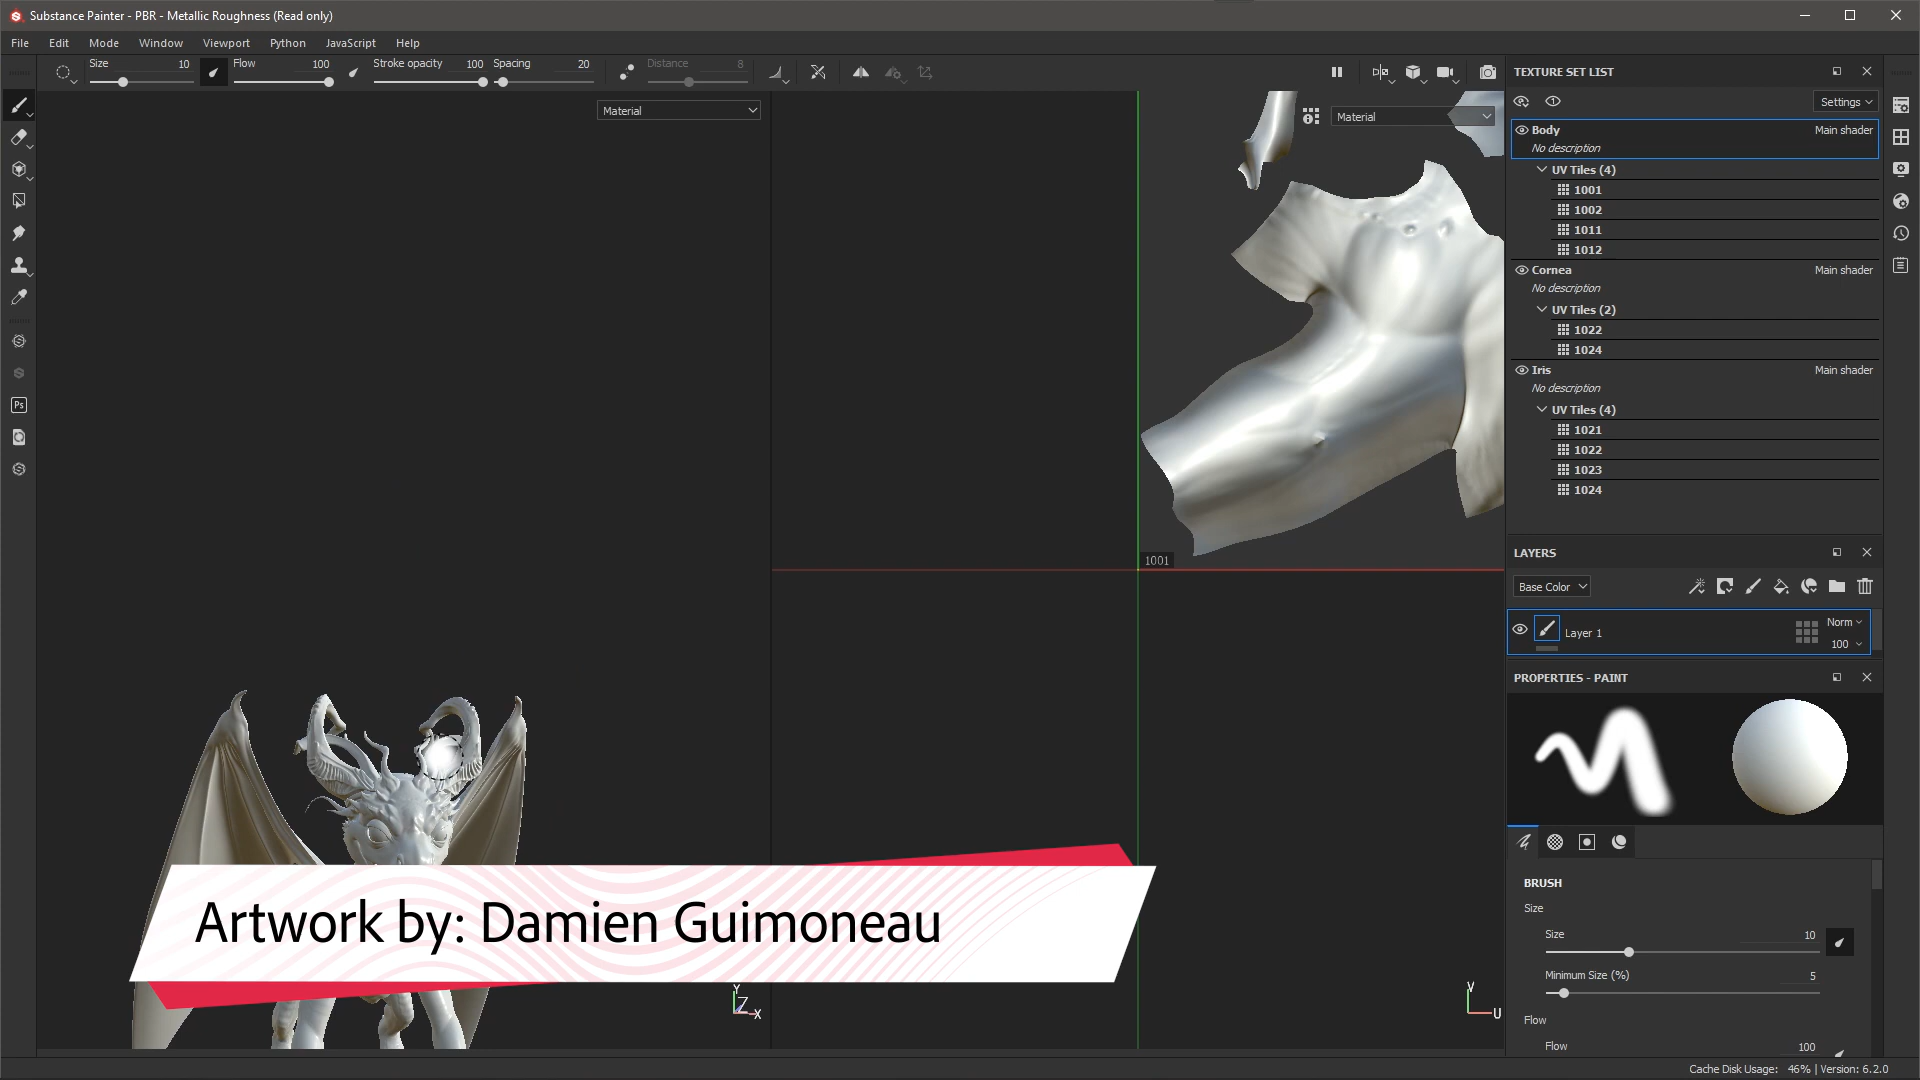 Substance Painter - PBR - Metallic Roughness (Read only)
File Edit Mode Window Viewport Python JavaScript Help
Size 10 Flow 100 Stroke opacity 100 Spacing 20 Distance 8
Material
Material
1001
Y
Z
X
V
U
TEXTURE SET LIST
Settings
Body Main shader
No description
UV Tiles (4)
1001
1002
1011
1012
Cornea Main shader
No description
UV Tiles (2)
1022
1024
Iris Main shader
No description
UV Tiles (4)
1021
1022
1023
1024
LAYERS
Base Color
Layer 1
Norm
100
PROPERTIES - PAINT
BRUSH
Size
Size 10
Minimum Size (%) 5
Flow
Flow 100
Ps
Artwork by: Damien Guimoneau
Cache Disk Usage: 46% | Version: 6.2.0